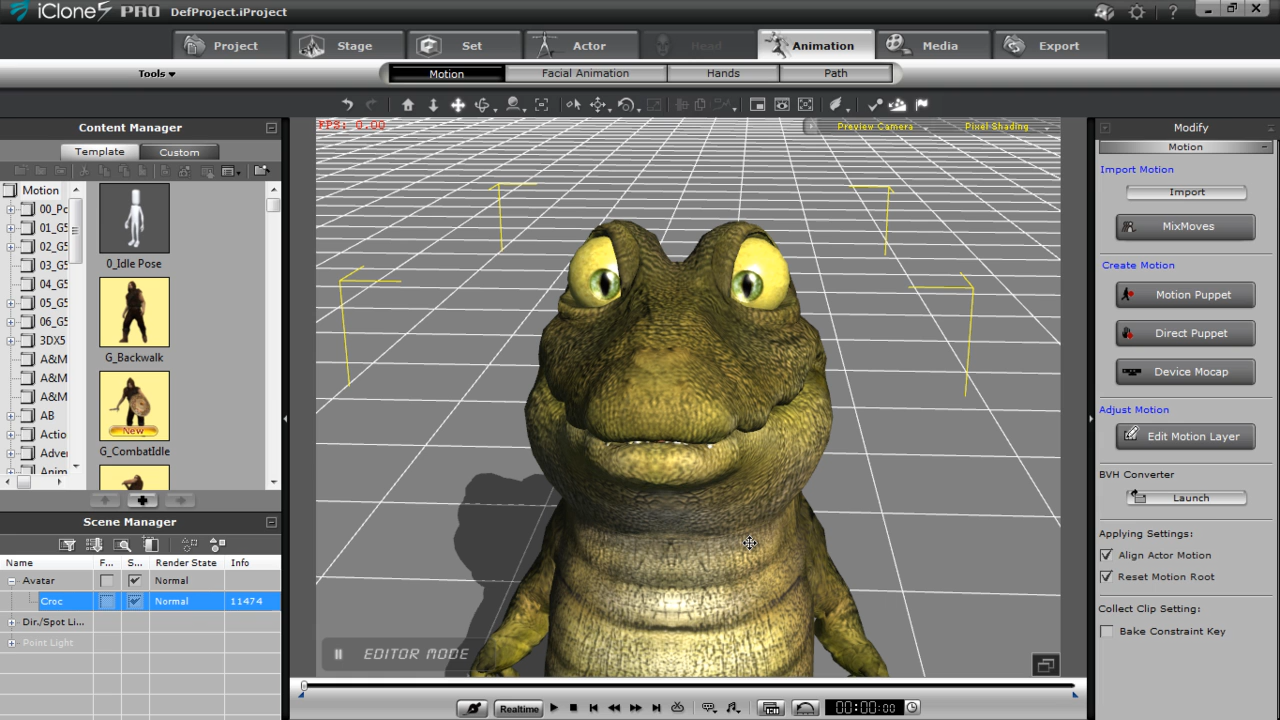 iClone5 PRO DefProject.iProject
Project Stage Set Actor Head Animation Media Export
Tools
Motion Facial Animation Hands Path
Content Manager
Template Custom
Motion
00_Pc
01_G5
02_G5
03_G5
04_G5
05_G5
06_G5
3DX5
A&M
A&M
A&M
AB
Actio
Adver
Anim
0_Idle Pose
G_Backwalk
New
G_CombatIdle
FPS: 0.00
Preview Camera
Pixel Shading
EDITOR MODE
Scene Manager
Name F... S... Render State Info
Avatar Normal
Croc Normal 11474
Dir./Spot Li...
Point Light
Realtime
00:00:00
Modify
Motion
Import Motion
Import
MixMoves
Create Motion
Motion Puppet
Direct Puppet
Device Mocap
Adjust Motion
Edit Motion Layer
BVH Converter
Launch
Applying Settings:
Align Actor Motion
Reset Motion Root
Collect Clip Setting:
Bake Constraint Key